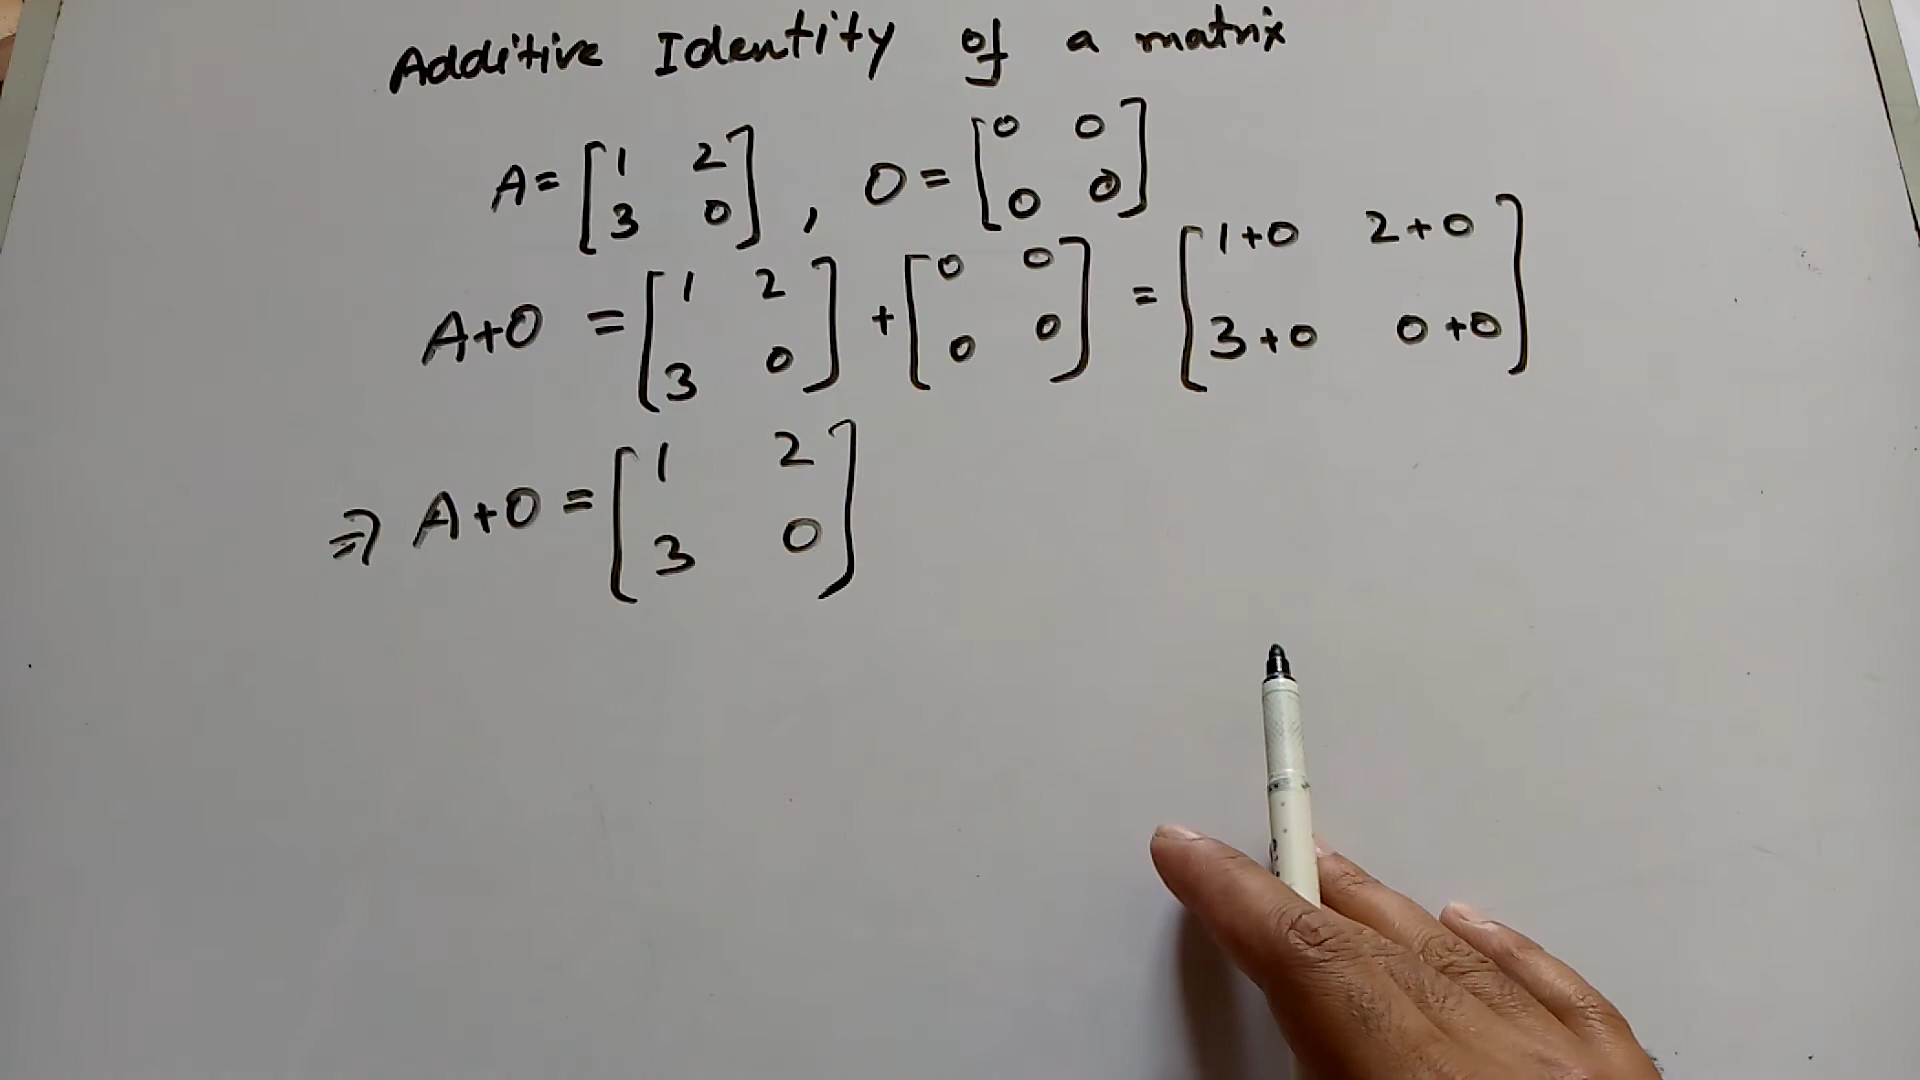 Additive Identity of a matrix
A = [1 2
3 0], O = [0 0
0 0]
A+O = [1 2
3 0] + [0 0
0 0] = [1+0 2+0
3+0 0+0]
⇒ A+O = [1 2
3 0]